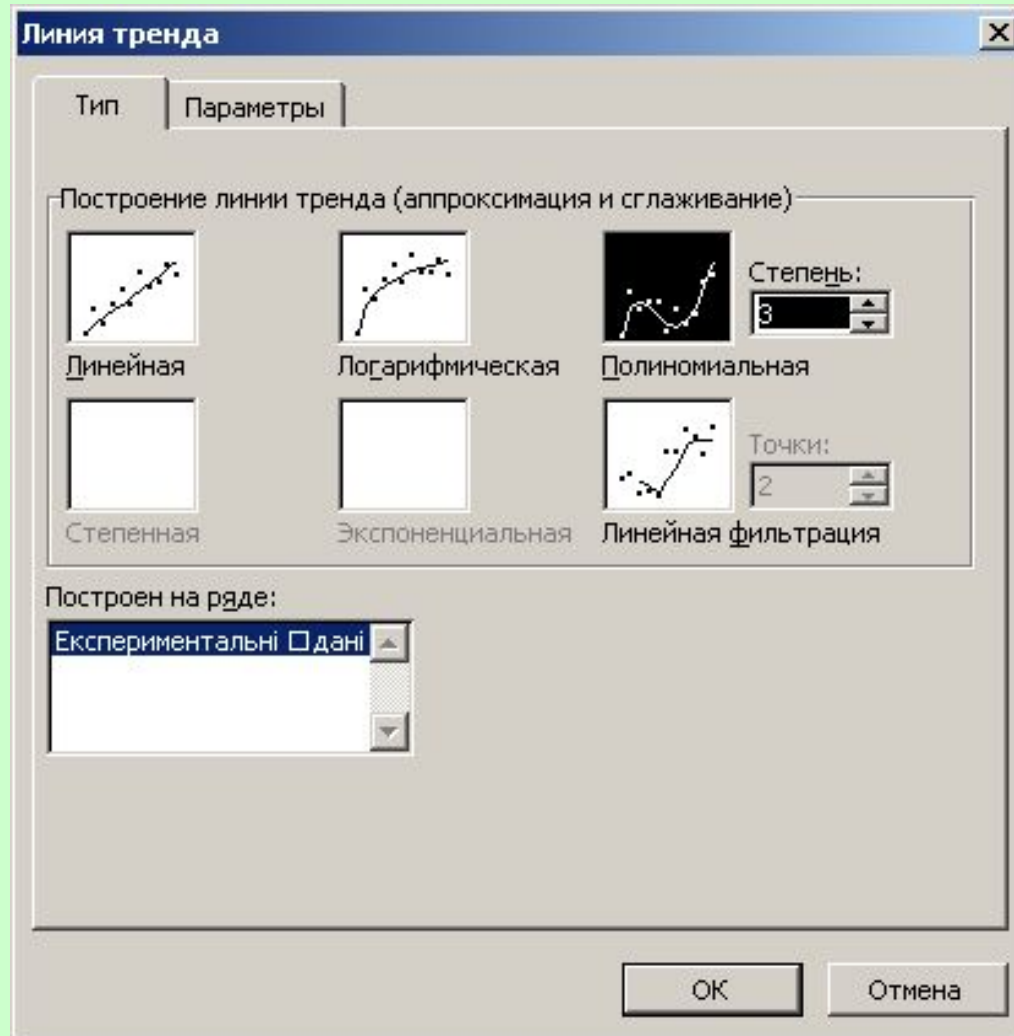 Линия тренда
Тип Параметры
Построение линии тренда (аппроксимация и сглаживание)
Степень:
3
Линейная Логарифмическая Полиномиальная
Точки:
2
Степенная Экспоненциальная Линейная фильтрация
Построен на ряде:
Експериментальні дані
ОК Отмена